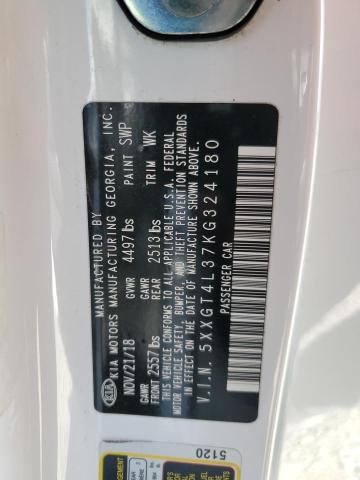 MANUFACTURED BY
KIA MOTORS MANUFACTURING GEORGIA, INC.
NOV/21/18 GVWR 4497 lbs PAINT SWP
GAWR FRONT 2557 lbs GAWR REAR 2513 lbs TRIM WK
THIS VEHICLE CONFORMS TO ALL APPLICABLE U.S.A. FEDERAL
MOTOR VEHICLE SAFETY, BUMPER, AND THEFT PREVENTION STANDARDS
IN EFFECT ON THE DATE OF MANUFACTURE SHOWN ABOVE.
V.I.N. 5XXGT4L37KG324180
PASSENGER CAR
KIA
5120